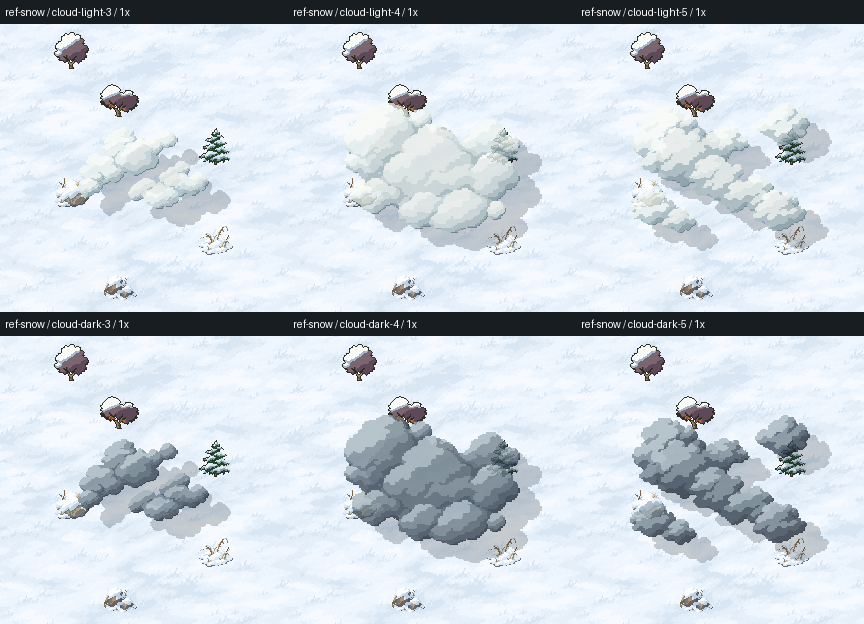 ref-snow / cloud-light-3 / 1x
ref-snow / cloud-light-4 / 1x
ref-snow / cloud-light-5 / 1x
ref-snow / cloud-dark-3 / 1x
ref-snow / cloud-dark-4 / 1x
ref-snow / cloud-dark-5 / 1x